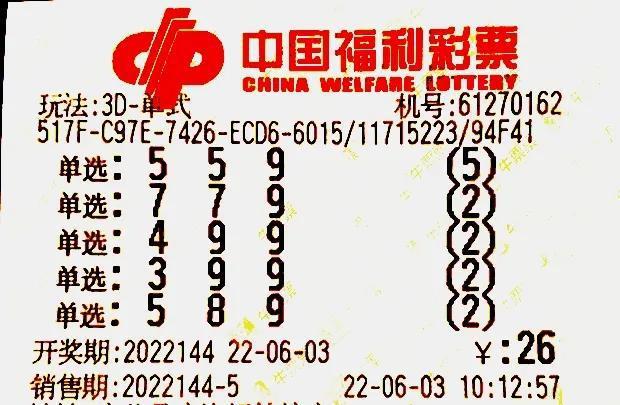 中国福利彩票
CHINA WELFARE LOTTERY
玩法:3D-单式 机号:61270162
517F-C97E-7426-ECD6-6015/11715223/94F41
单选: 5 5 9 (5)
单选: 7 7 9 (2)
单选: 4 9 9 (2)
单选: 3 9 9 (2)
单选: 5 8 9 (2)
开奖期:2022144 22-06-03 ¥:26
销售期:2022144-5 22-06-03 10:12:57